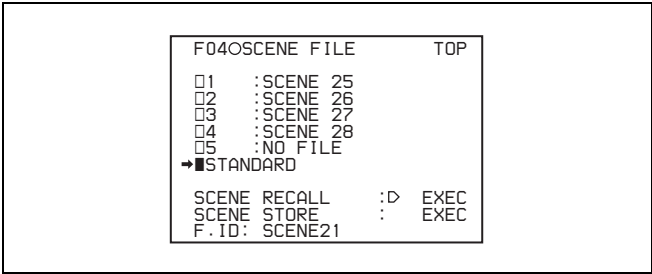 F04○SCENE FILE TOP
□1 :SCENE 25
□2 :SCENE 26
□3 :SCENE 27
□4 :SCENE 28
□5 :NO FILE
➡■STANDARD
SCENE RECALL :▷ EXEC
SCENE STORE : EXEC
F.ID: SCENE21